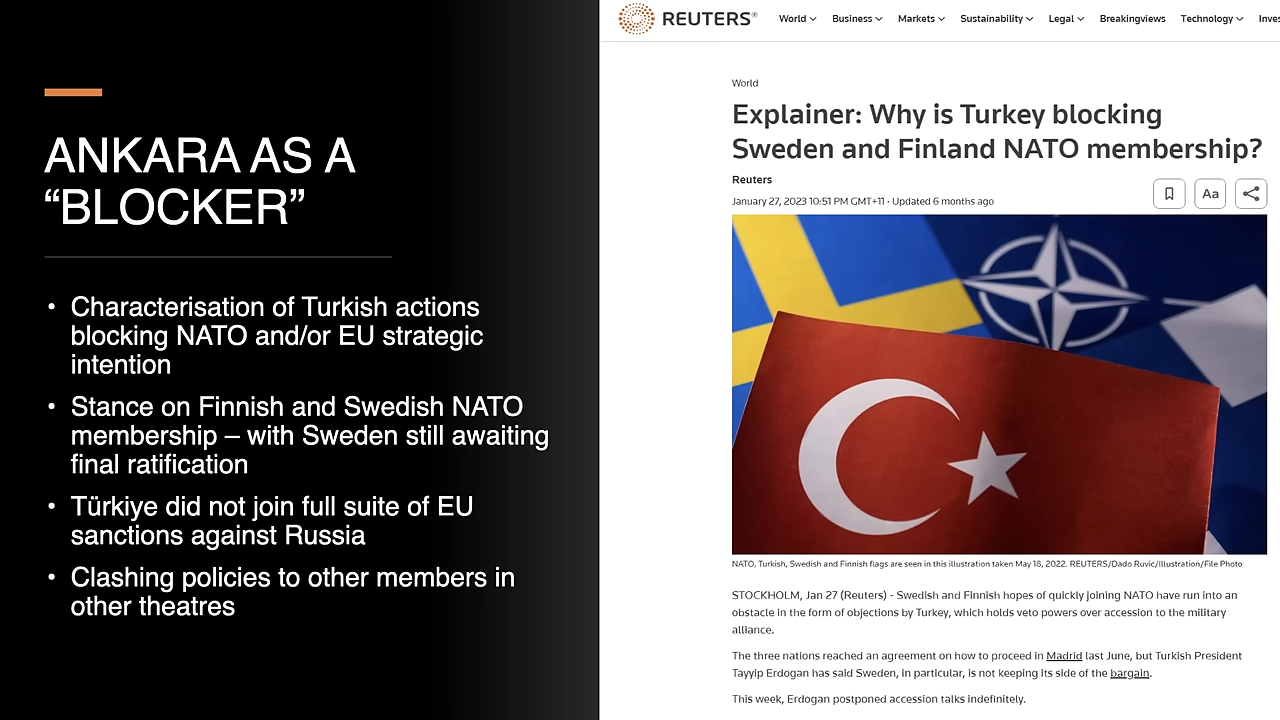 ANKARA AS A
“BLOCKER”
• Characterisation of Turkish actions
blocking NATO and/or EU strategic
intention
• Stance on Finnish and Swedish NATO
membership – with Sweden still awaiting
final ratification
• Türkiye did not join full suite of EU
sanctions against Russia
• Clashing policies to other members in
other theatres
REUTERS®
World Business Markets Sustainability Legal Breakingviews Technology Inves
World
Explainer: Why is Turkey blocking
Sweden and Finland NATO membership?
Reuters
January 27, 2023 10:51 PM GMT+11 · Updated 6 months ago
Aa
NATO, Turkish, Swedish and Finnish flags are seen in this illustration taken May 18, 2022. REUTERS/Dado Ruvic/Illustration/File Photo
STOCKHOLM, Jan 27 (Reuters) - Swedish and Finnish hopes of quickly joining NATO have run into an
obstacle in the form of objections by Turkey, which holds veto powers over accession to the military
alliance.
The three nations reached an agreement on how to proceed in Madrid last June, but Turkish President
Tayyip Erdogan has said Sweden, in particular, is not keeping its side of the bargain.
This week, Erdogan postponed accession talks indefinitely.